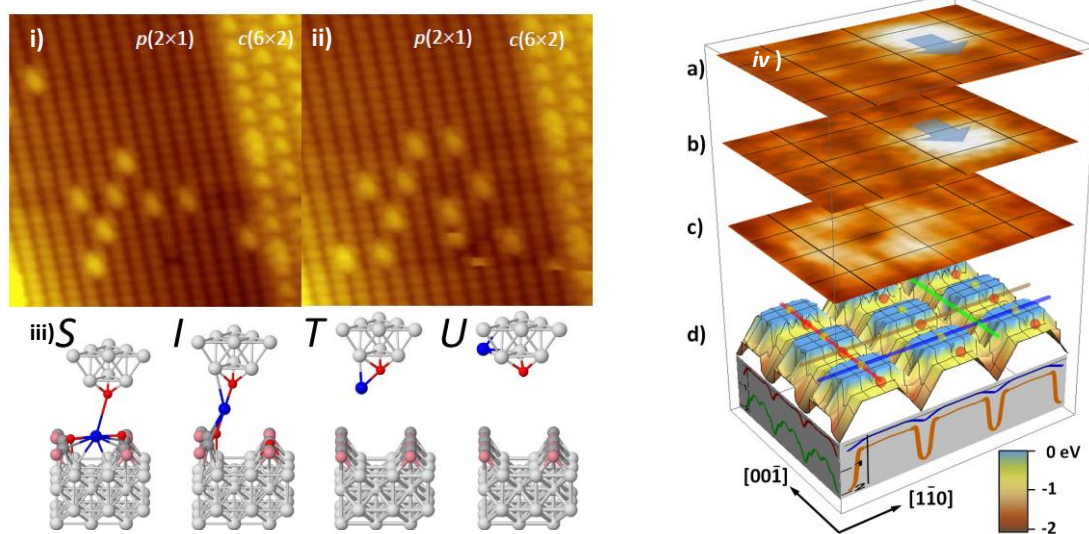 i)
p(2×1)
c(6×2)
ii)
p(2×1)
c(6×2)
iii) S
I
T
U
iv )
a)
b)
c)
d)
[001̄]
[11̄0]
0 eV
-1
-2